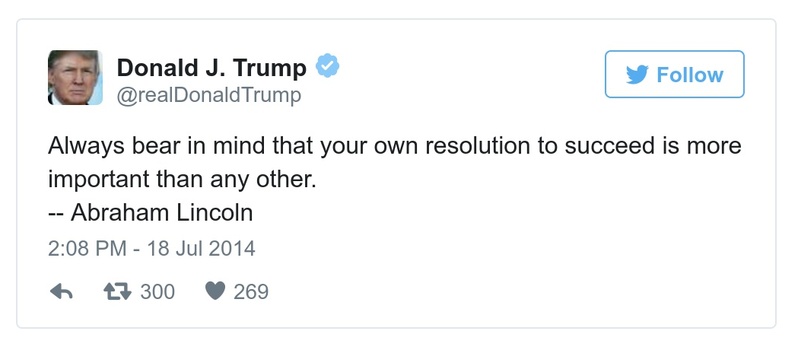 Donald J. Trump
@realDonaldTrump
Follow
Always bear in mind that your own resolution to succeed is more
important than any other.
-- Abraham Lincoln
2:08 PM - 18 Jul 2014
300 269